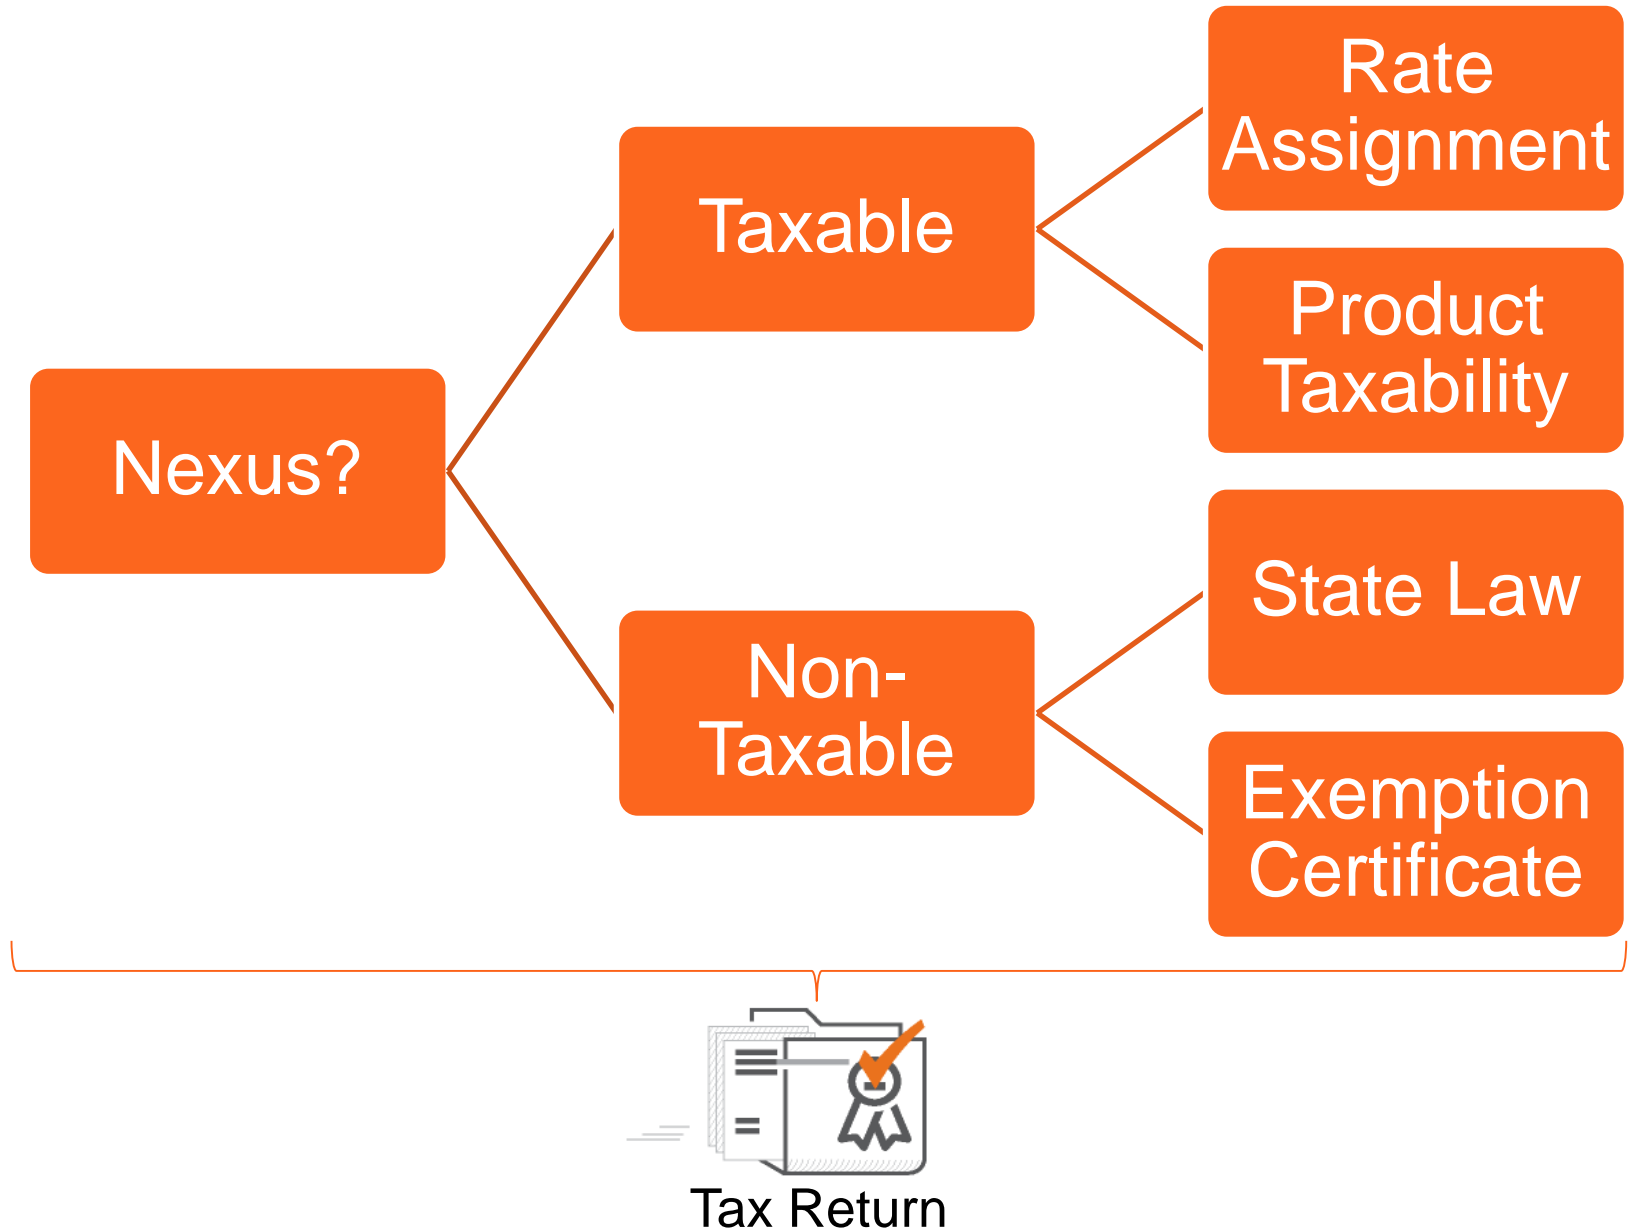 Nexus?
Taxable
Non-
Taxable
Rate
Assignment
Product
Taxability
State Law
Exemption
Certificate
Tax Return